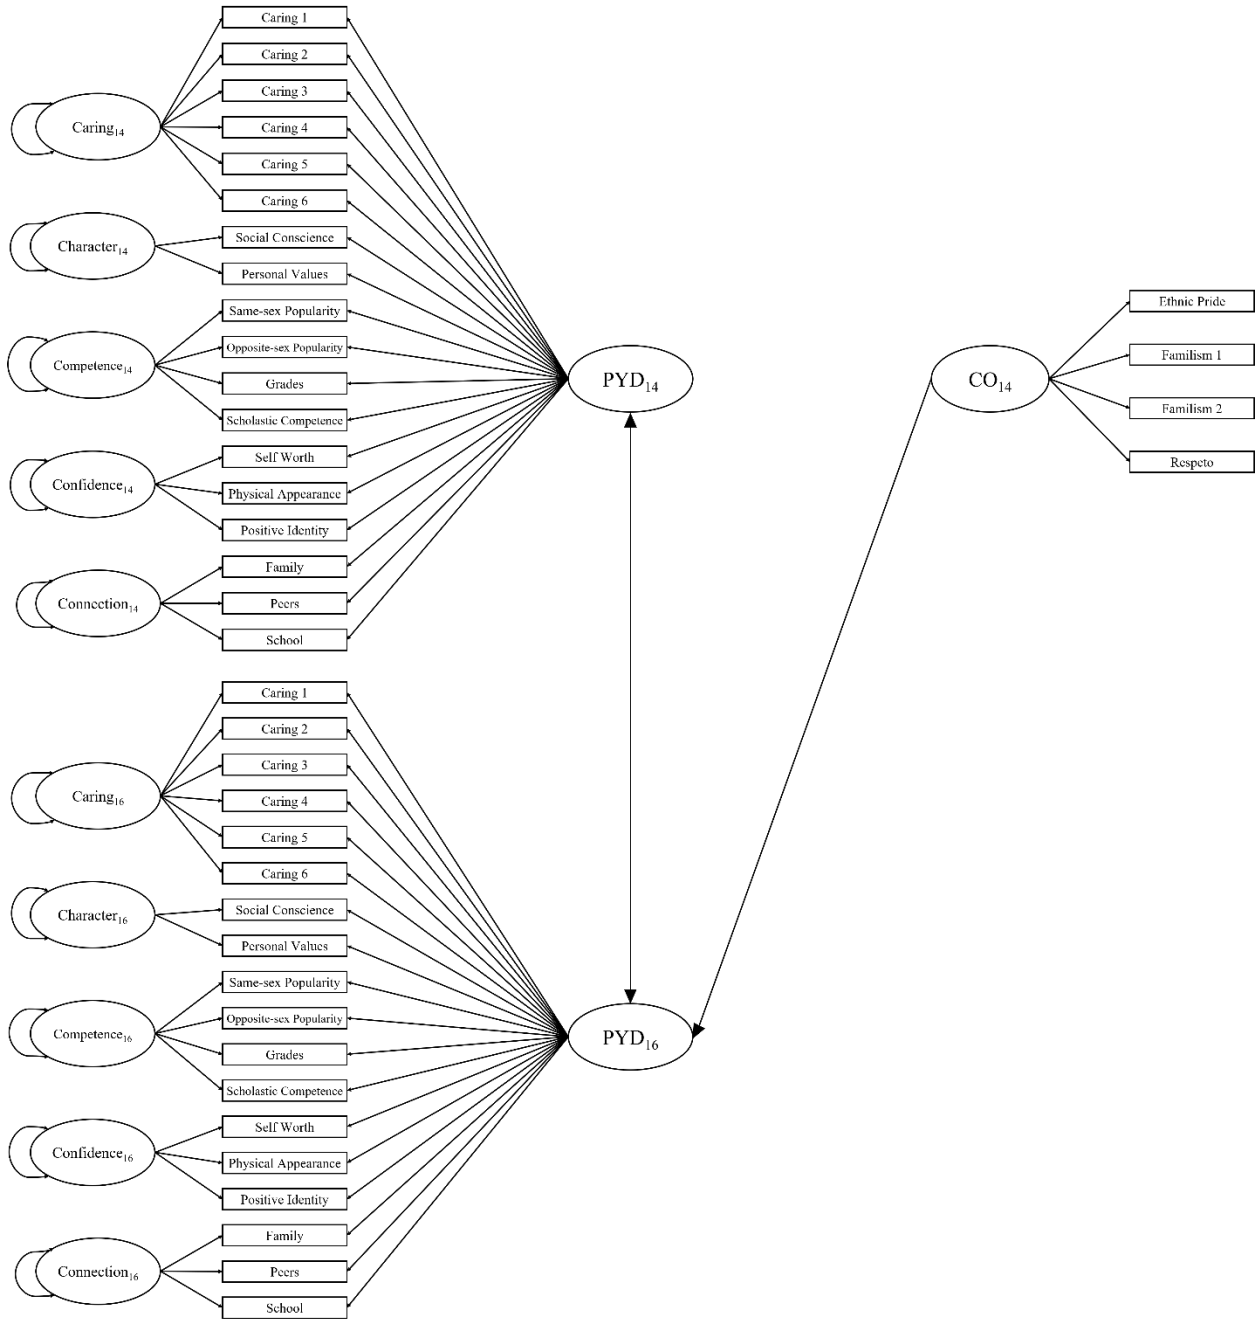 Caring 1
Caring 2
Caring 3
Caring 4
Caring 5
Caring 6
Social Conscience
Personal Values
Same-sex Popularity
Opposite-sex Popularity
Grades
Scholastic Competence
Self Worth
Physical Appearance
Positive Identity
Family
Peers
School
Caring₁₄
Character₁₄
Competence₁₄
Confidence₁₄
Connection₁₄
PYD₁₄
CO₁₄
Ethnic Pride
Familism 1
Familism 2
Respeto
Caring 1
Caring 2
Caring 3
Caring 4
Caring 5
Caring 6
Social Conscience
Personal Values
Same-sex Popularity
Opposite-sex Popularity
Grades
Scholastic Competence
Self Worth
Physical Appearance
Positive Identity
Family
Peers
School
Caring₁₆
Character₁₆
Competence₁₆
Confidence₁₆
Connection₁₆
PYD₁₆